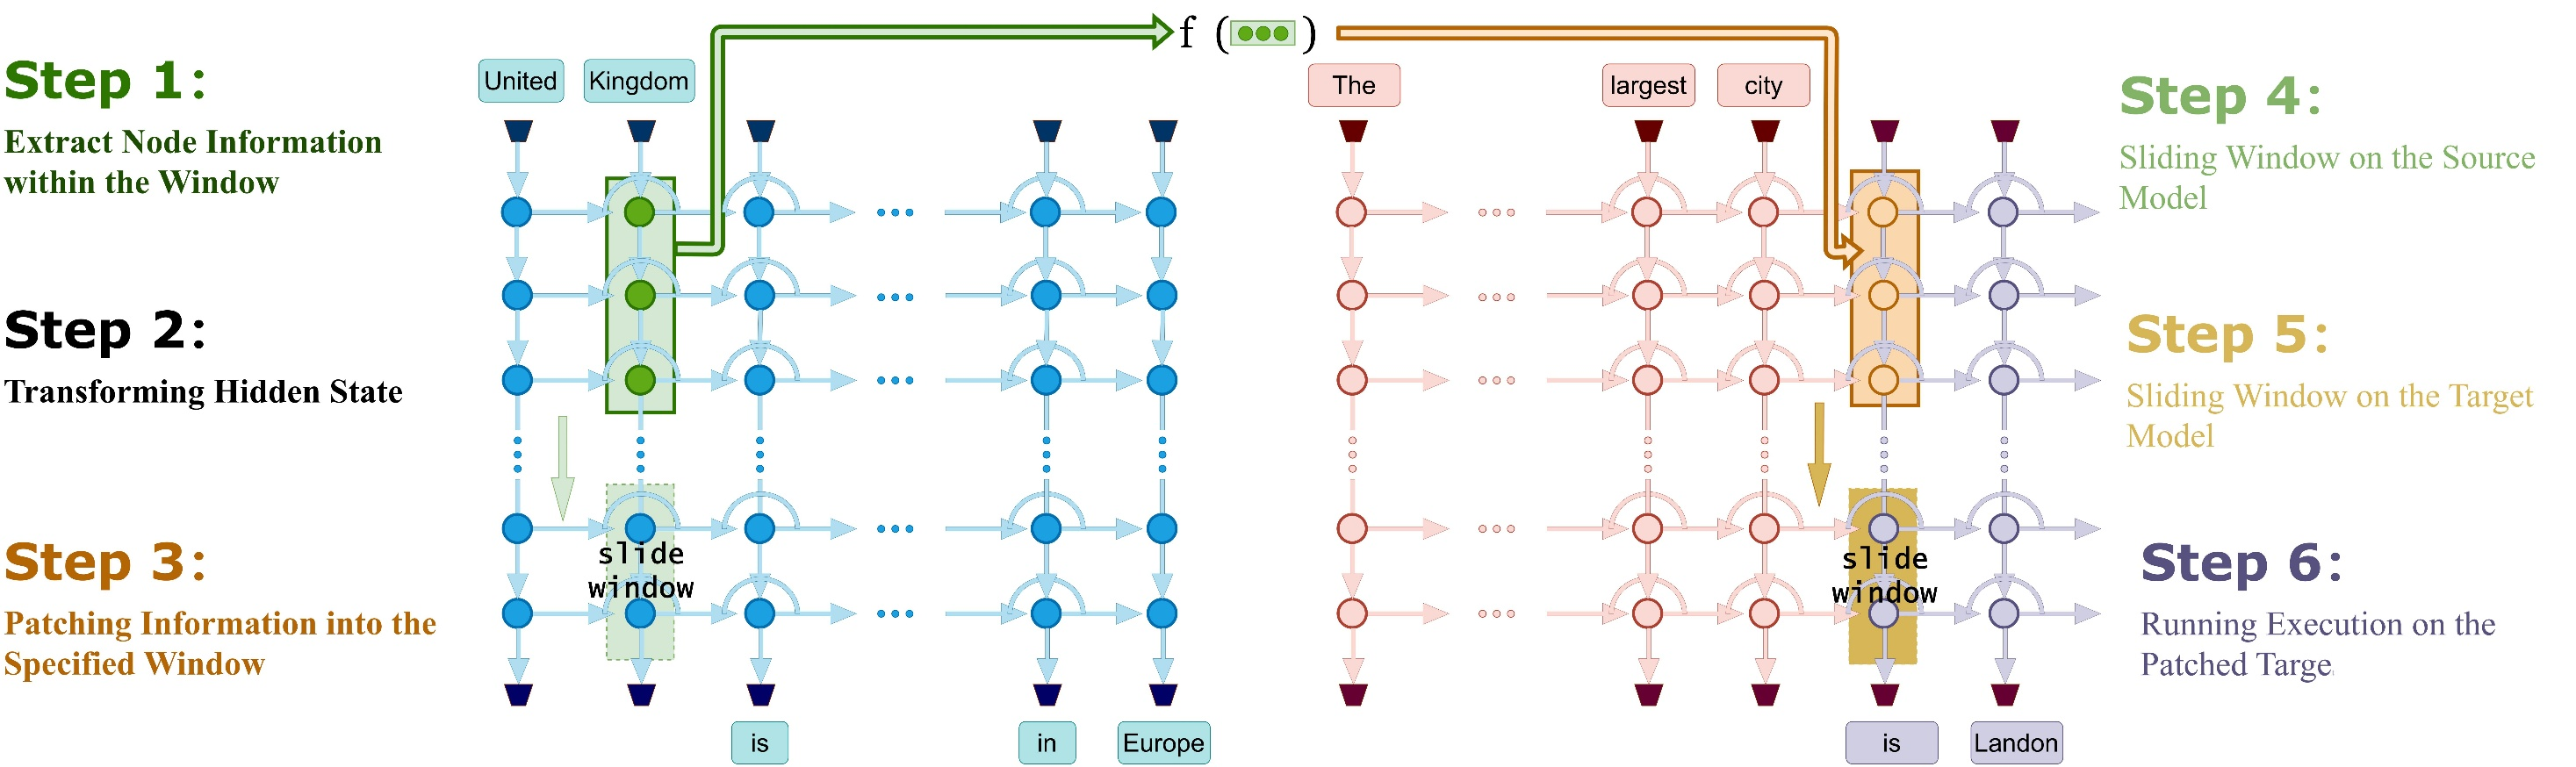 Step 1:
Extract Node Information
within the Window
Step 2:
Transforming Hidden State
Step 3:
Patching Information into the
Specified Window
United
Kingdom
f ( )
The
largest
city
slide
window
slide
window
is
in
Europe
is
Landon
Step 4:
Sliding Window on the Source
Model
Step 5:
Sliding Window on the Target
Model
Step 6:
Running Execution on the
Patched Targe